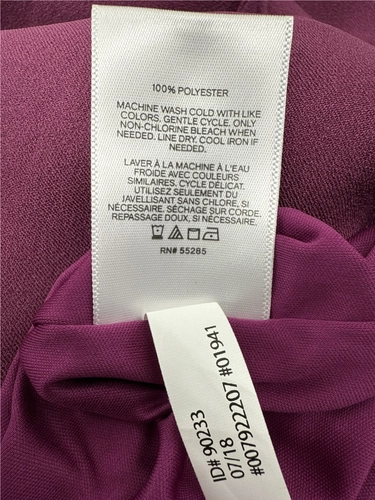 100% POLYESTER
MACHINE WASH COLD WITH LIKE
COLORS. GENTLE CYCLE. ONLY
NON-CHLORINE BLEACH WHEN
NEEDED. LINE DRY. COOL IRON IF
NEEDED.
LAVER À LA MACHINE À L'EAU
FROIDE AVEC COULEURS
SIMILAIRES. CYCLE DÉLICAT.
UTILISEZ SEULEMENT DU
JAVELLISANT SANS CHLORE, SI
NÉCESSAIRE. SÉCHAGE SUR CORDE.
REPASSAGE DOUX, SI NÉCESSAIRE.
RN# 55285
ID# 90233
07/18
#007922207 #01941